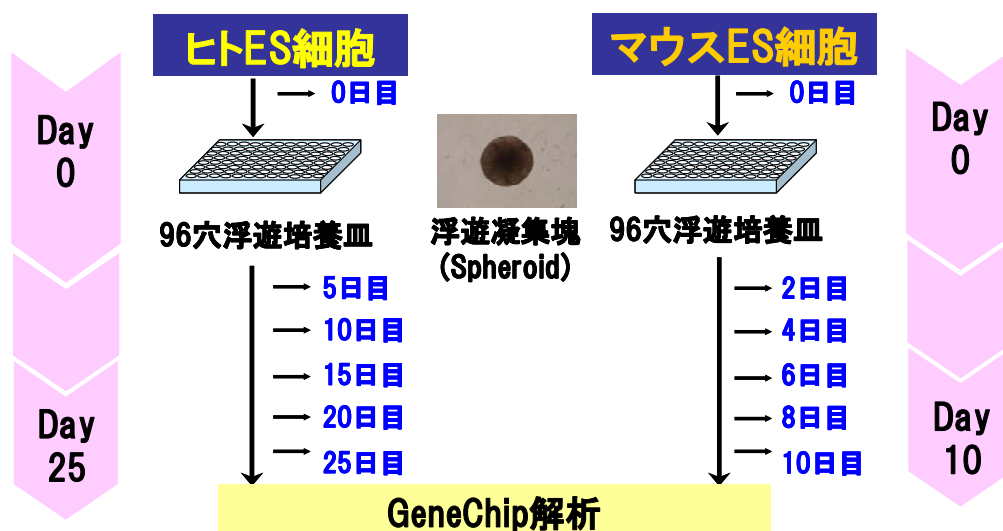 ヒトES細胞
マウスES細胞
0日目
0日目
Day
0
Day
0
96穴浮遊培養皿
浮遊凝集塊
(Spheroid)
96穴浮遊培養皿
5日目
10日目
15日目
20日目
25日目
2日目
4日目
6日目
8日目
10日目
Day
25
Day
10
GeneChip解析